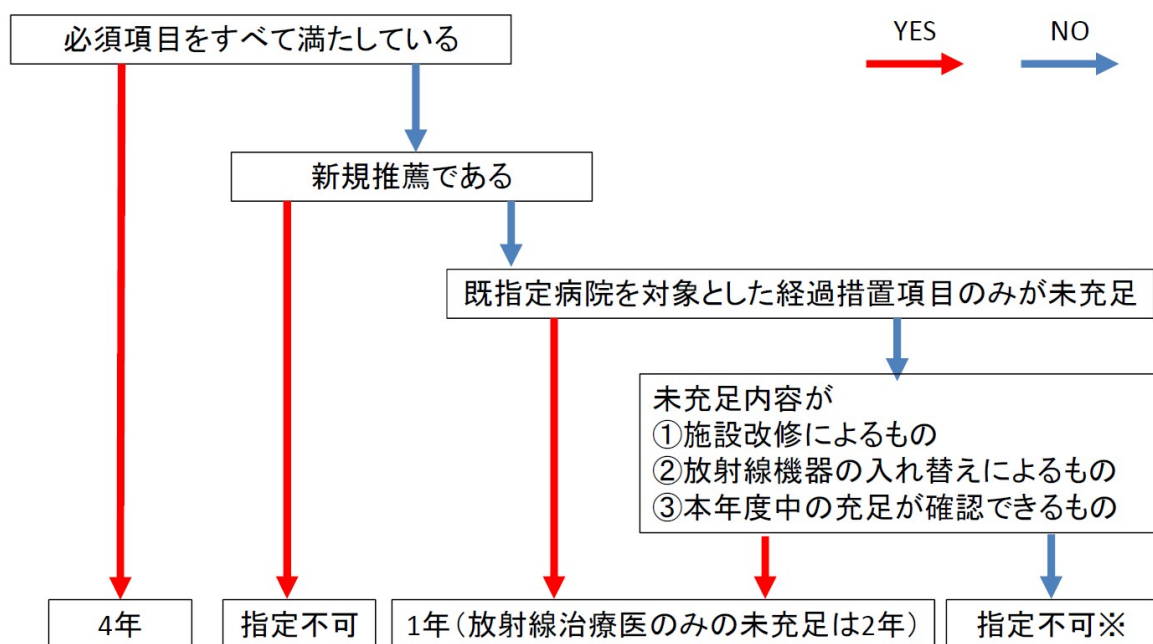 必須項目をすべて満たしている
YES
NO
新規推薦である
既指定病院を対象とした経過措置項目のみが未充足
未充足内容が
①施設改修によるもの
②放射線機器の入れ替えによるもの
③本年度中の充足が確認できるもの
4年
指定不可
1年(放射線治療医のみの未充足は2年)
指定不可※